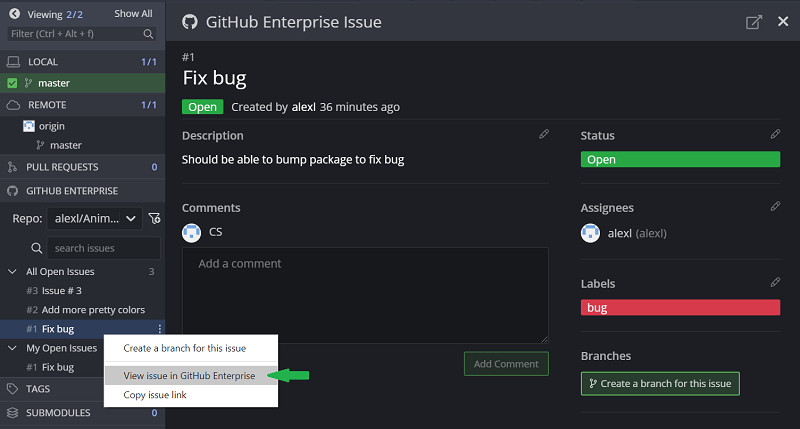 Viewing 2/2 Show All
Filter (Ctrl + Alt + f)
LOCAL 1/1
master
REMOTE 1/1
origin
master
PULL REQUESTS 0
GITHUB ENTERPRISE
Repo: alexl/Anim...
search issues
All Open Issues 3
#3 Issue # 3
#2 Add more pretty colors
#1 Fix bug
My Open Issues
#1 Fix bug
TAGS
SUBMODULES 0
Create a branch for this issue
View issue in GitHub Enterprise
Copy issue link
GitHub Enterprise Issue
#1
Fix bug
Open Created by alexl 36 minutes ago
Description
Should be able to bump package to fix bug
Comments
CS
Add a comment
Add Comment
Status
Open
Assignees
alexl (alexl)
Labels
bug
Branches
Create a branch for this issue